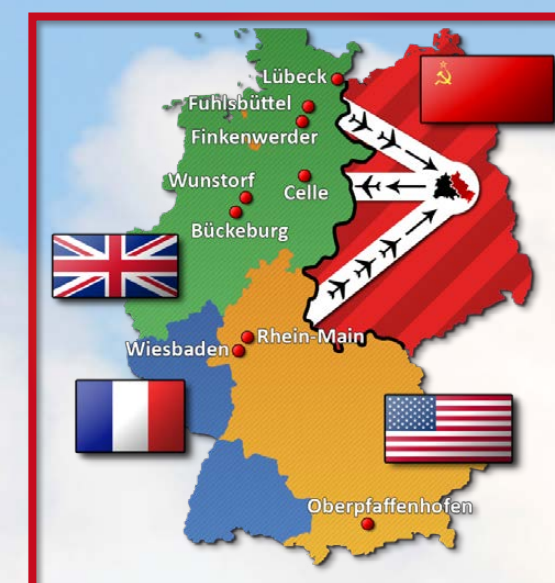 Lübeck
Fuhlsbüttel
Finkenwerder
Wunstorf
Celle
Bückeburg
Rhein-Main
Wiesbaden
Oberpfaffenhofen